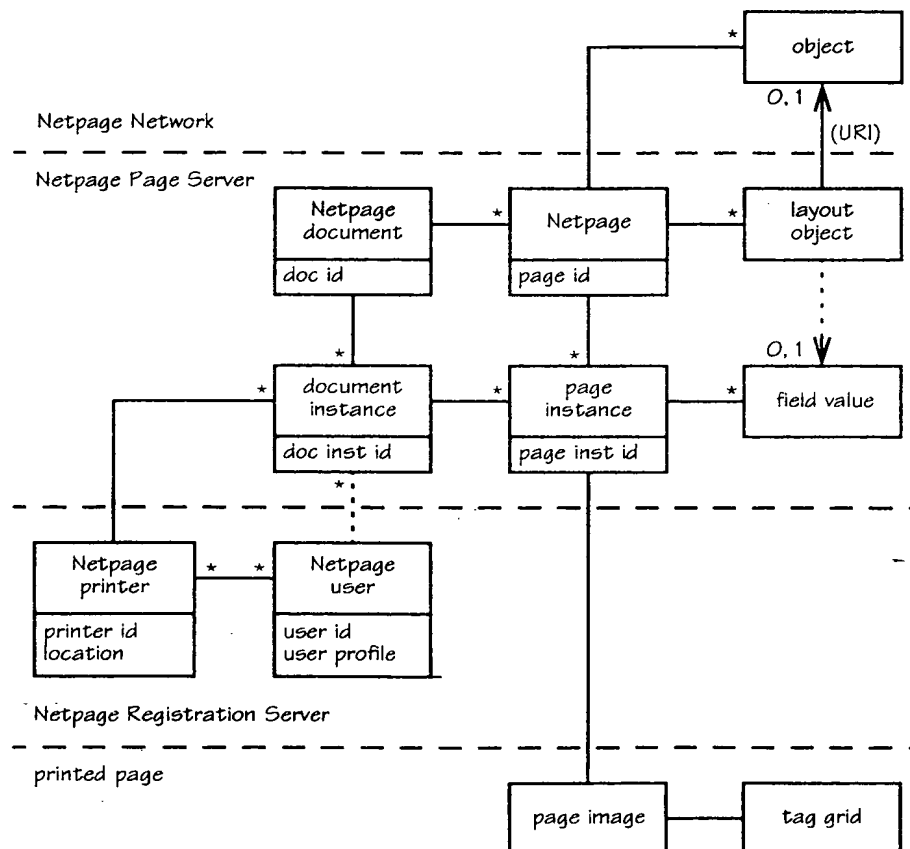 *
object
O, 1
(URI)
Netpage Network
Netpage Page Server
Netpage
document
doc id
*
Netpage
page id
*
layout
object
*
*
O, 1
*
document
instance
doc inst id
*
page
instance
page inst id
*
field value
*
Netpage
printer
printer id
location
*
*
Netpage
user
user id
user profile
Netpage Registration Server
printed page
page image
tag grid